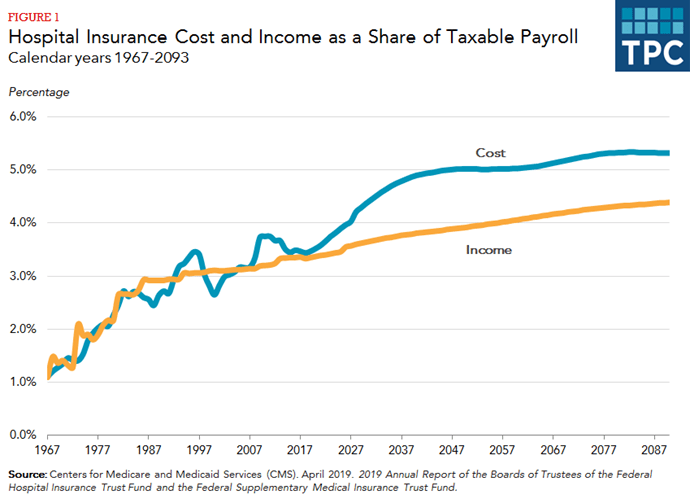 FIGURE 1
Hospital Insurance Cost and Income as a Share of Taxable Payroll
Calendar years 1967-2093
TPC
Percentage
6.0%
5.0%
4.0%
3.0%
2.0%
1.0%
0.0%
Cost
Income
1967 1977 1987 1997 2007 2017 2027 2037 2047 2057 2067 2077 2087
Source: Centers for Medicare and Medicaid Services (CMS). April 2019. 2019 Annual Report of the Boards of Trustees of the Federal
Hospital Insurance Trust Fund and the Federal Supplementary Medical Insurance Trust Fund.